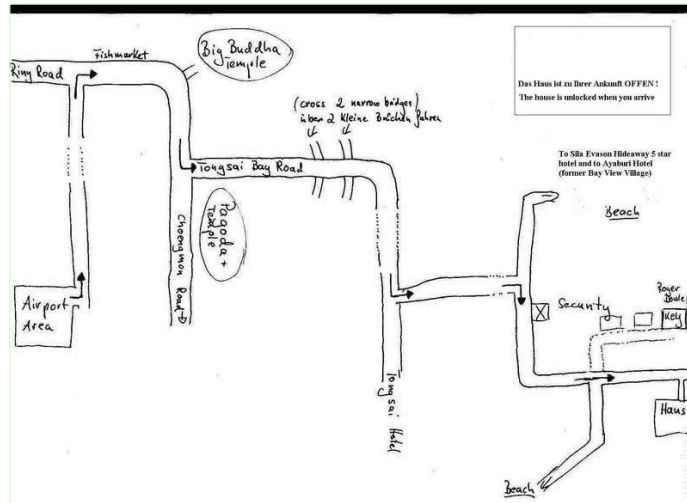 Fishmarket
Ring Road
Big Buddha
Temple
Das Haus ist zu Ihrer Ankunft OFFEN !
The house is unlocked when you arrive
(cross 2 narrow bridges)
über 2 kleine Brücken fahren
Tongsai Bay Road
To Sila Evason Hideaway 5 star
hotel and to Ayaburi Hotel
(former Bay View Village)
Beach
Pagoda +
Temple
Choengmon Road
Airport
Area
Security
Roger
Key
Tongsai Hotel
Haus
Beach